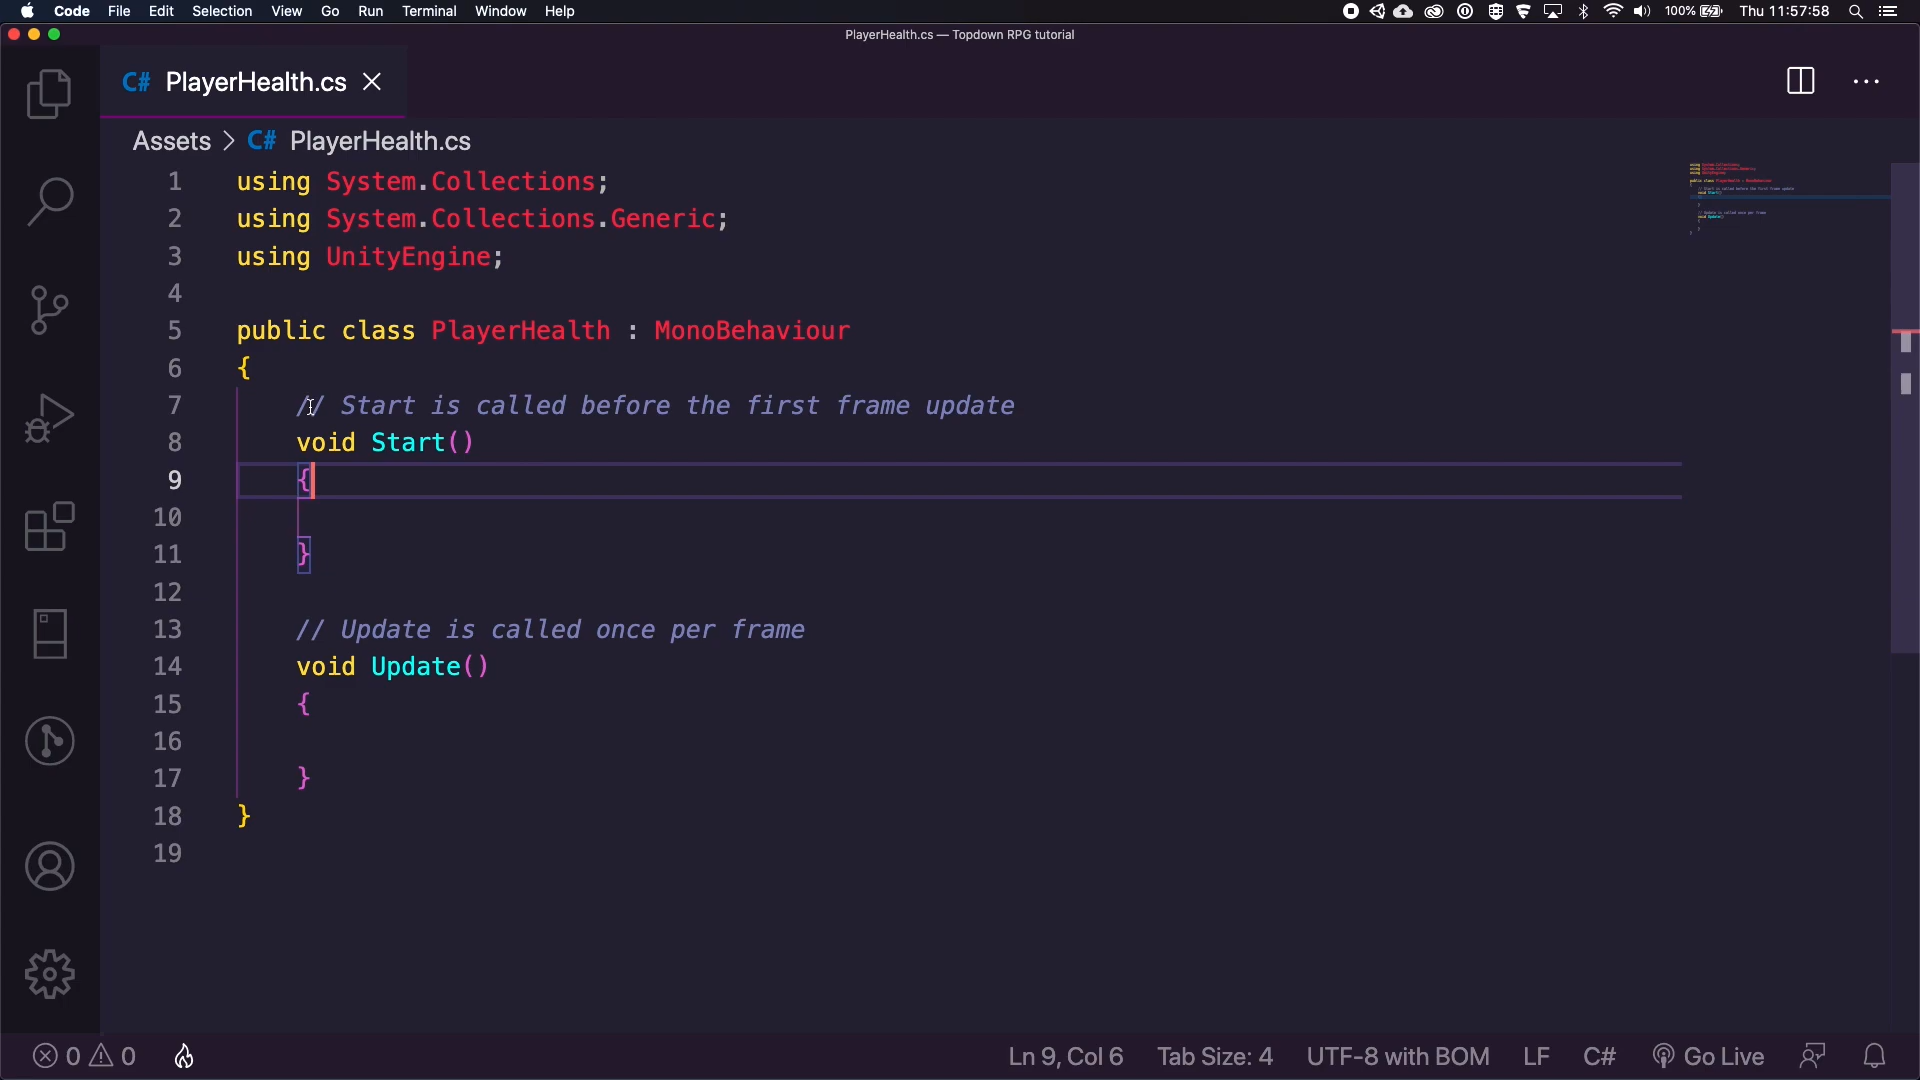 Code File Edit Selection View Go Run Terminal Window Help 100% Thu 11:57:58
PlayerHealth.cs — Topdown RPG tutorial
C# PlayerHealth.cs
Assets > C# PlayerHealth.cs
1 using System.Collections;
2 using System.Collections.Generic;
3 using UnityEngine;
4
5 public class PlayerHealth : MonoBehaviour
6 {
7 // Start is called before the first frame update
8 void Start()
9 {
10
11 }
12
13 // Update is called once per frame
14 void Update()
15 {
16
17 }
18 }
19
0 0 Ln 9, Col 6 Tab Size: 4 UTF-8 with BOM LF C# Go Live